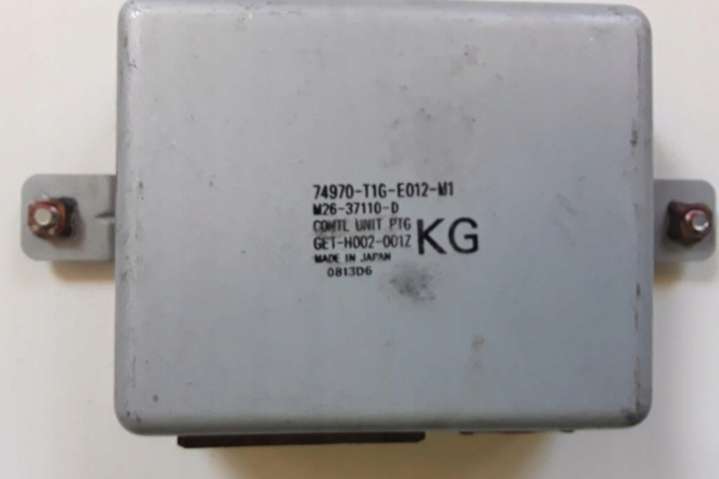 74970-T1G-E012-M1
M26-37110-D
CONTL UNIT PTG
GET-H002-001Z
KG
MADE IN JAPAN
0813D6